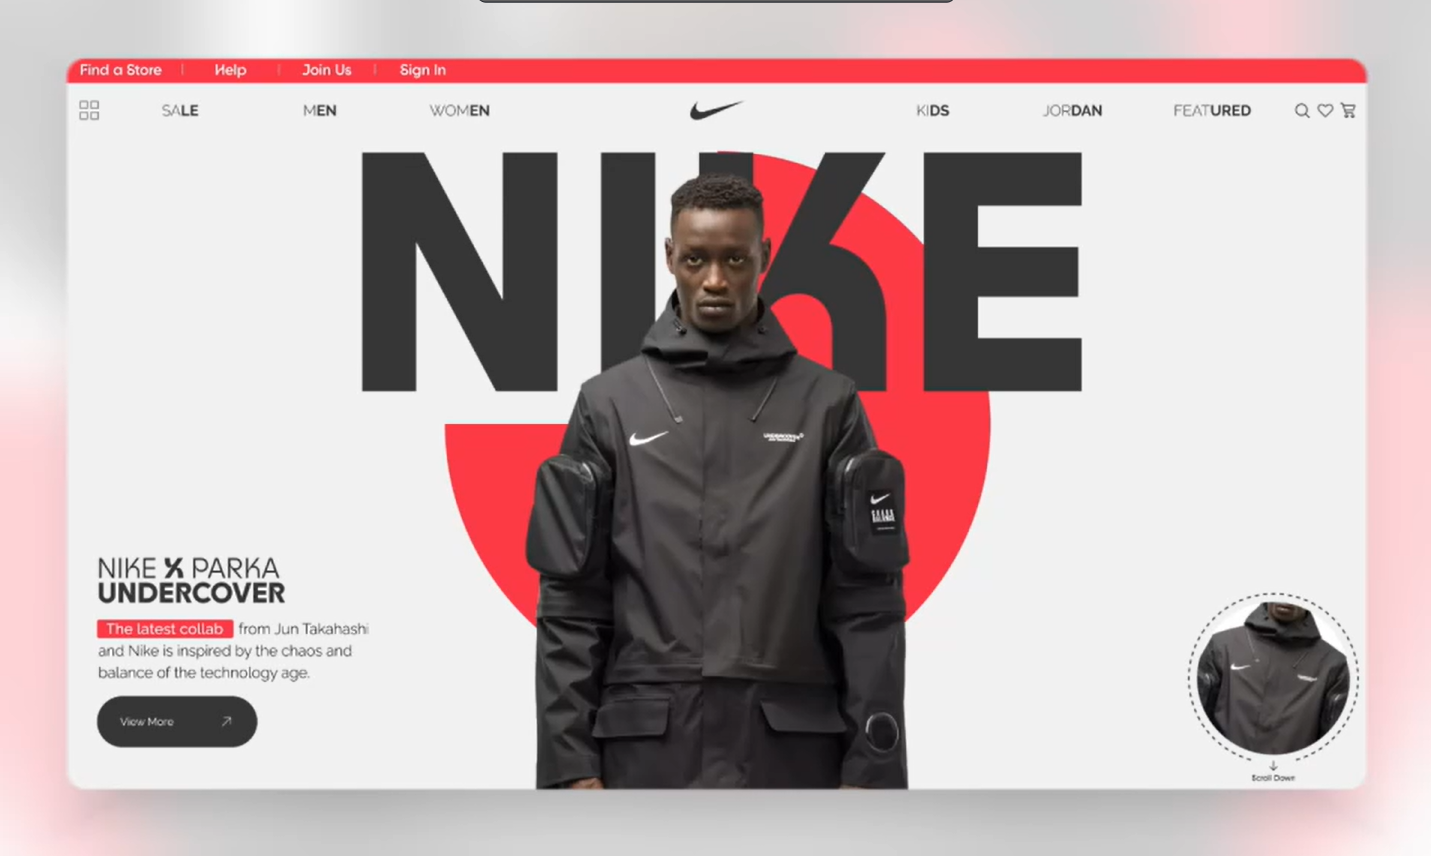 Find a Store | Help | Join Us | Sign In
SALE MEN WOMEN KIDS JORDAN FEATURED
NIKE
UNDERCOVER
NIKE X PARKA
UNDERCOVER
The latest collab from Jun Takahashi
and Nike is inspired by the chaos and
balance of the technology age.
View More
Scroll Down